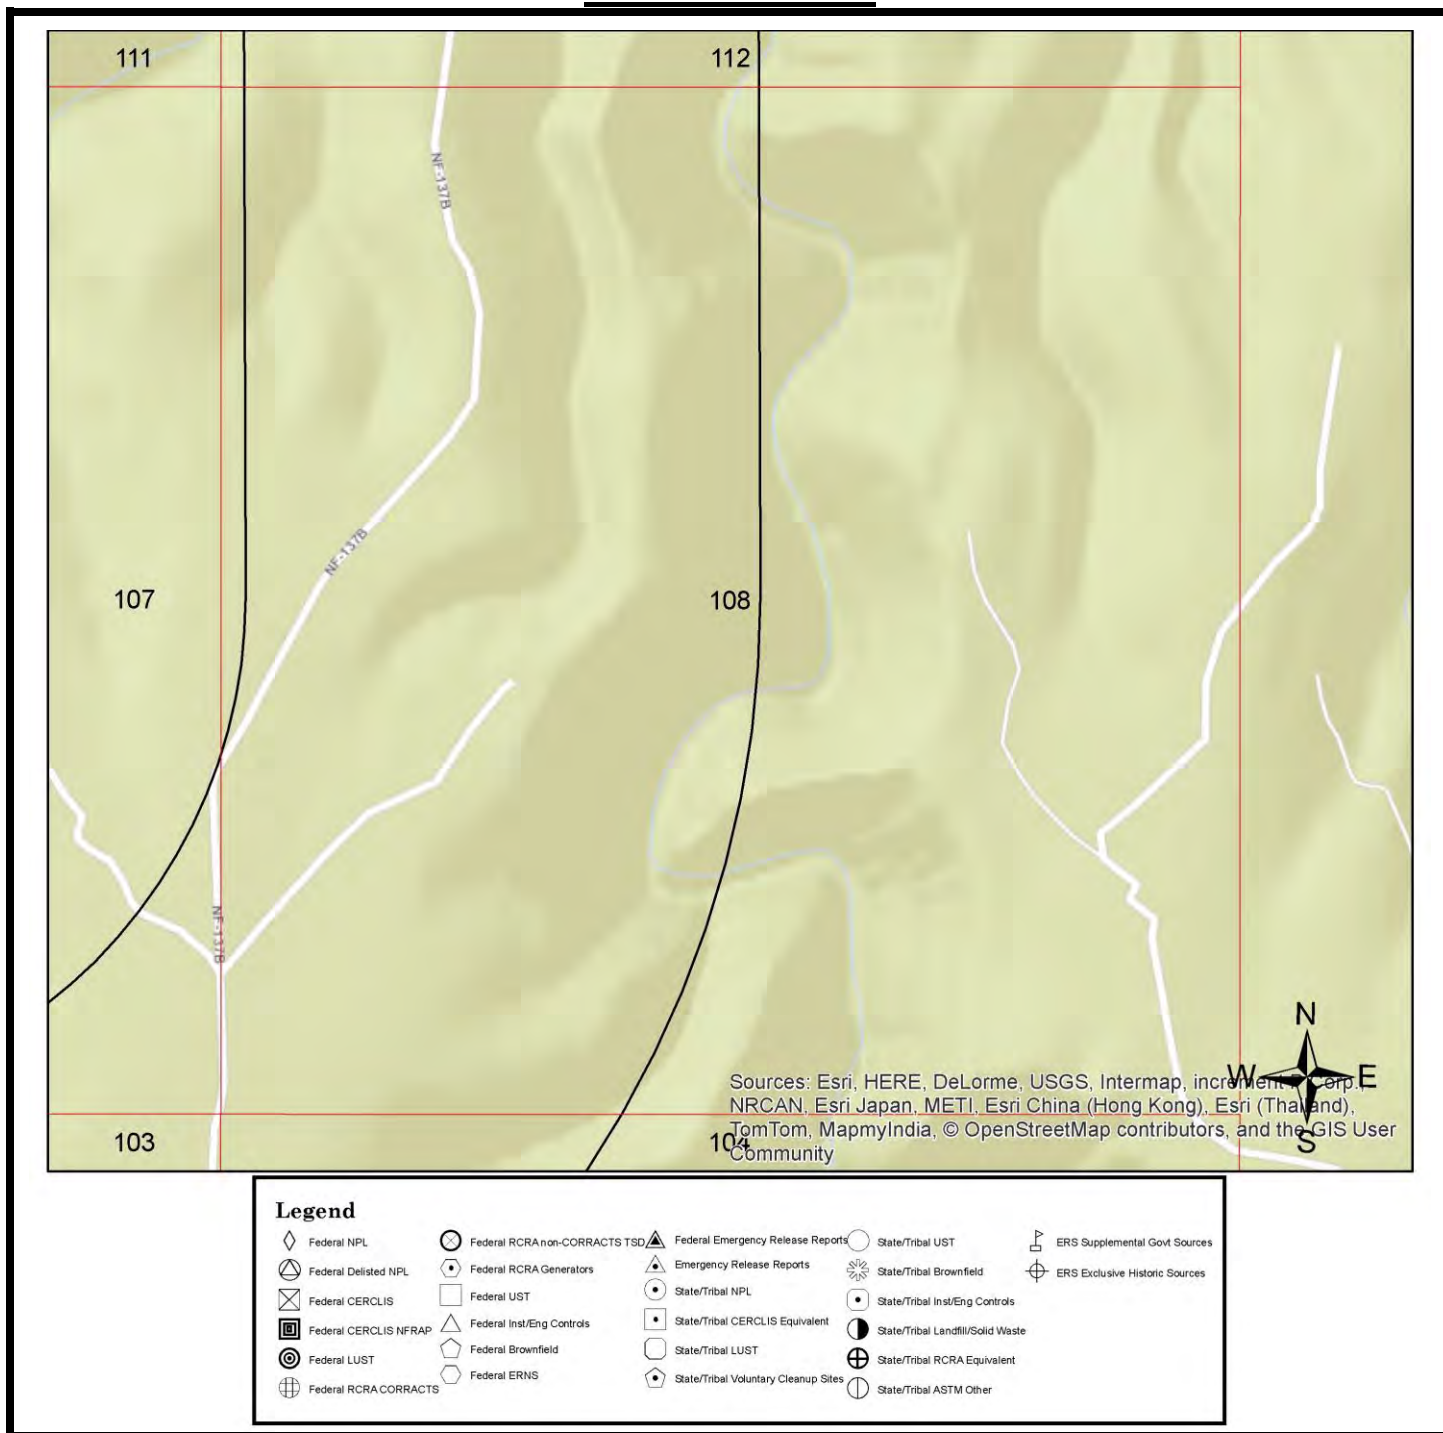 111
112
NF-137B
NF-137B
107
108
NF-137B
N
W
E
S
Sources: Esri, HERE, DeLorme, USGS, Intermap, increment P Corp.,
NRCAN, Esri Japan, METI, Esri China (Hong Kong), Esri (Thailand),
TomTom, MapmyIndia, © OpenStreetMap contributors, and the GIS User
Community
103
104
Legend
Federal NPL
Federal Delisted NPL
Federal CERCLIS
Federal CERCLIS NFRAP
Federal LUST
Federal RCRA CORRACTS
Federal RCRA non-CORRACTS TSD
Federal RCRA Generators
Federal UST
Federal Inst/Eng Controls
Federal Brownfield
Federal ERNS
Federal Emergency Release Reports
Emergency Release Reports
State/Tribal NPL
State/Tribal CERCLIS Equivalent
State/Tribal LUST
State/Tribal Voluntary Cleanup Sites
State/Tribal UST
State/Tribal Brownfield
State/Tribal Inst/Eng Controls
State/Tribal Landfill/Solid Waste
State/Tribal RCRA Equivalent
State/Tribal ASTM Other
ERS Supplemental Govt Sources
ERS Exclusive Historic Sources